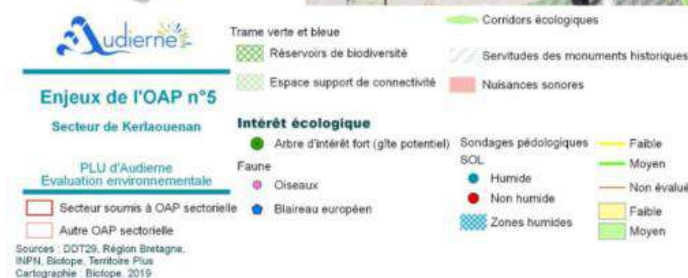 Audierne
Enjeux de l'OAP n°5
Secteur de Kerlaouenan
PLU d'Audierne
Evaluation environnementale
Secteur soumis à OAP sectorielle
Autre OAP sectorielle
Sources : DDT29, Région Bretagne,
INPN, Biotope, Territoire Plus
Cartographie : Biotope, 2019
Trame verte et bleue
Réservoirs de biodiversité
Espace support de connectivité
Corridors écologiques
Servitudes des monuments historiques
Nuisances sonores
Intérêt écologique
Arbre d'intérêt fort (gîte potentiel)
Faune
Oiseaux
Blaireau européen
Sondages pédologiques
SOL
Humide
Non humide
Zones humides
Faible
Moyen
Non évalué
Faible
Moyen